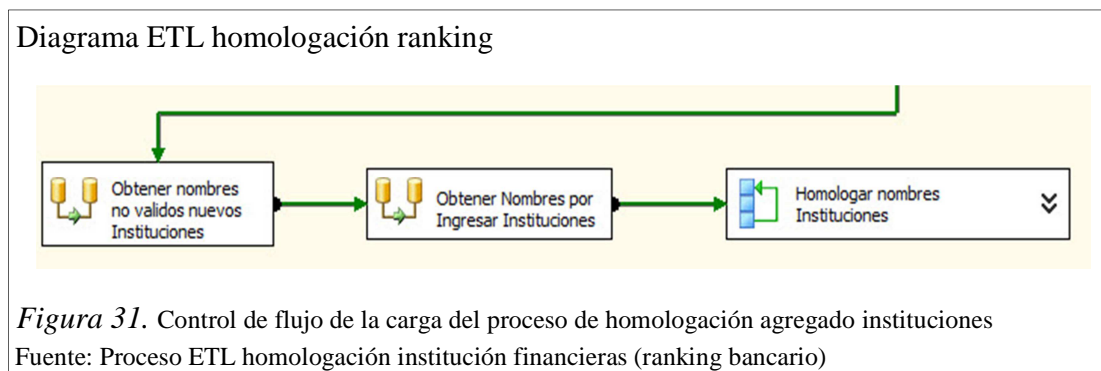 Diagrama ETL homologación ranking
Obtener nombres
no validos nuevos
Instituciones
Obtener Nombres por
Ingresar Instituciones
Homologar nombres
Instituciones
Figura 31. Control de flujo de la carga del proceso de homologación agregado instituciones
Fuente: Proceso ETL homologación institución financieras (ranking bancario)